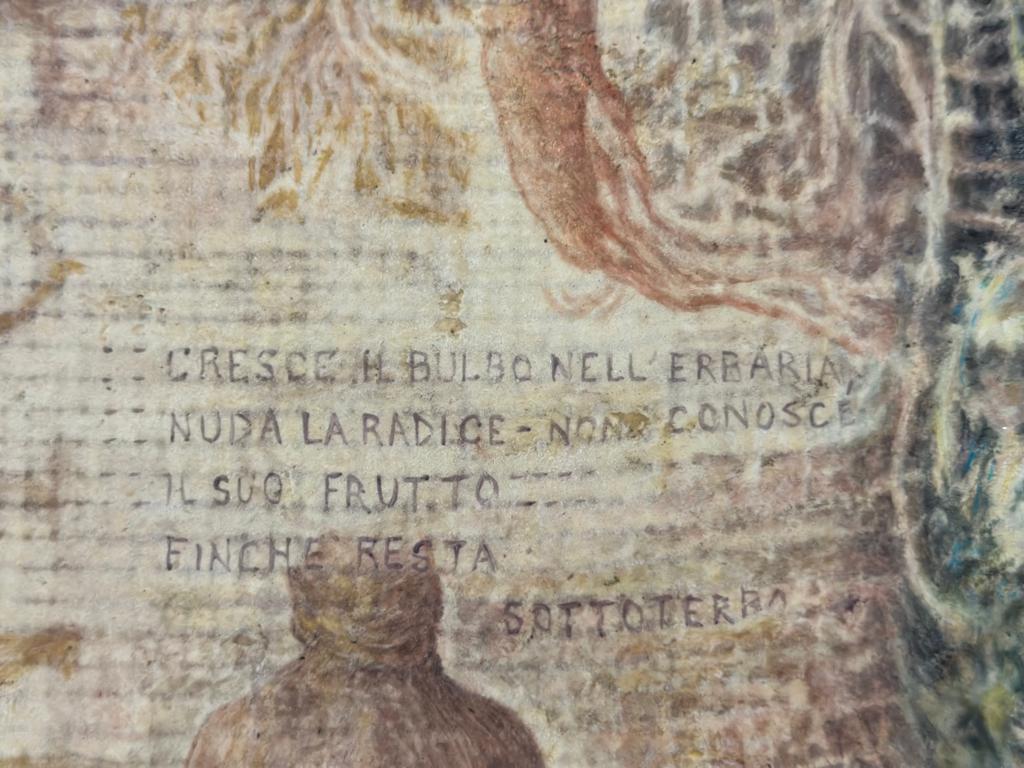 CRESCE IL BULBO NELL'ERBARIA,
NUDA LA RADICE - NON CONOSCE
IL SUO FRUTTO
FINCHE RESTA
SOTTOTERRA